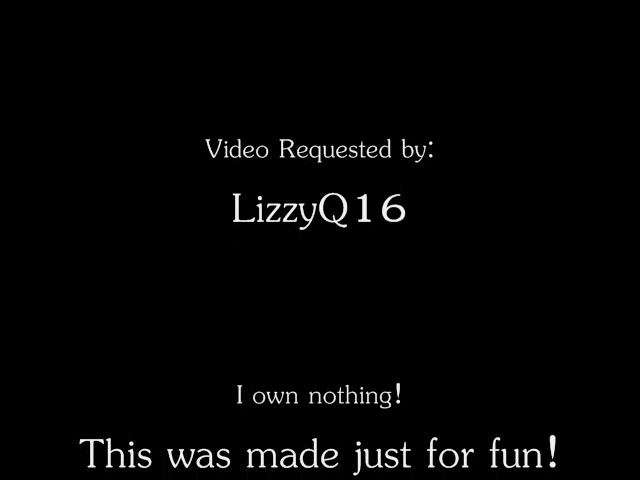 Video Requested by:
LizzyQ16
I own nothing!
This was made just for fun!